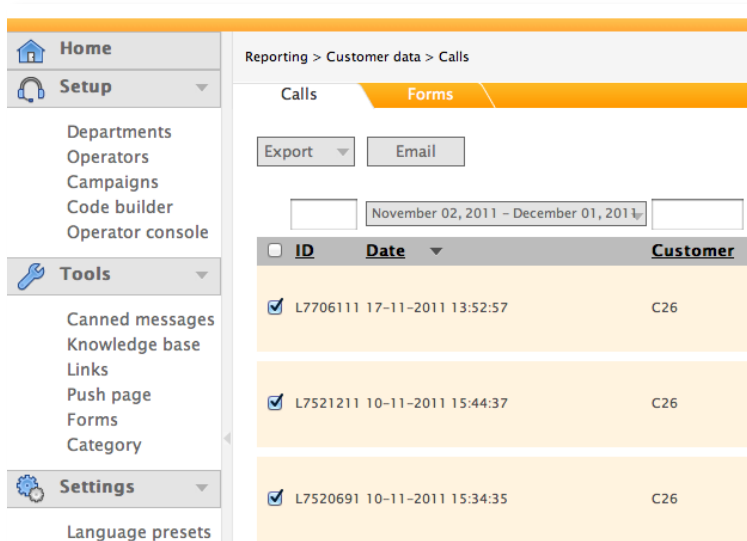 Home
Setup
Departments
Operators
Campaigns
Code builder
Operator console
Tools
Canned messages
Knowledge base
Links
Push page
Forms
Category
Settings
Language presets
Reporting > Customer data > Calls
Calls Forms
Export Email
November 02, 2011 - December 01, 2011
ID Date Customer
L7706111 17-11-2011 13:52:57 C26
L7521211 10-11-2011 15:44:37 C26
L7520691 10-11-2011 15:34:35 C26